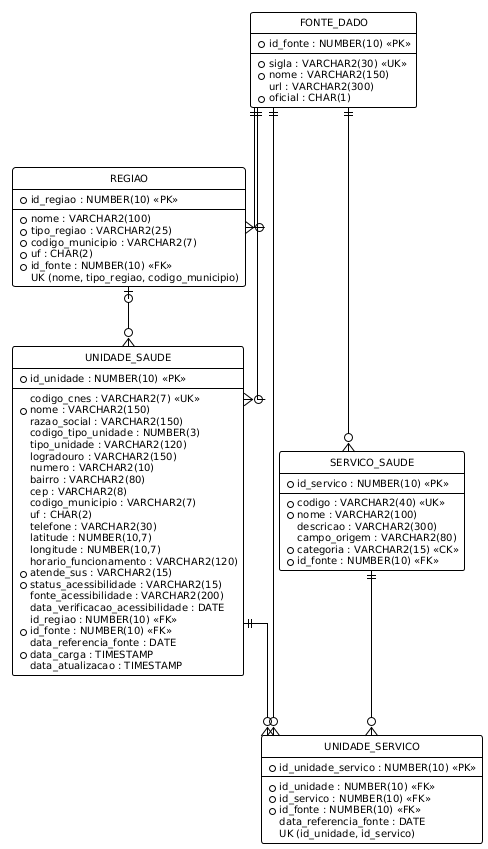 FONTE_DADO
id_fonte : NUMBER(10) «PK»
sigla : VARCHAR2(30) «UK»
nome : VARCHAR2(150)
url : VARCHAR2(300)
oficial : CHAR(1)
REGIAO
id_regiao : NUMBER(10) «PK»
nome : VARCHAR2(100)
tipo_regiao : VARCHAR2(25)
codigo_municipio : VARCHAR2(7)
uf : CHAR(2)
id_fonte : NUMBER(10) «FK»
UK (nome, tipo_regiao, codigo_municipio)
UNIDADE_SAUDE
id_unidade : NUMBER(10) «PK»
codigo_cnes : VARCHAR2(7) «UK»
nome : VARCHAR2(150)
razao_social : VARCHAR2(150)
codigo_tipo_unidade : NUMBER(3)
tipo_unidade : VARCHAR2(120)
logradouro : VARCHAR2(150)
numero : VARCHAR2(10)
bairro : VARCHAR2(80)
cep : VARCHAR2(8)
codigo_municipio : VARCHAR2(7)
uf : CHAR(2)
telefone : VARCHAR2(30)
latitude : NUMBER(10,7)
longitude : NUMBER(10,7)
horario_funcionamento : VARCHAR2(120)
atende_sus : VARCHAR2(15)
status_acessibilidade : VARCHAR2(15)
fonte_acessibilidade : VARCHAR2(200)
data_verificacao_acessibilidade : DATE
id_regiao : NUMBER(10) «FK»
id_fonte : NUMBER(10) «FK»
data_referencia_fonte : DATE
data_carga : TIMESTAMP
data_atualizacao : TIMESTAMP
SERVICO_SAUDE
id_servico : NUMBER(10) «PK»
codigo : VARCHAR2(40) «UK»
nome : VARCHAR2(100)
descricao : VARCHAR2(300)
campo_origem : VARCHAR2(80)
categoria : VARCHAR2(15) «CK»
id_fonte : NUMBER(10) «FK»
UNIDADE_SERVICO
id_unidade_servico : NUMBER(10) «PK»
id_unidade : NUMBER(10) «FK»
id_servico : NUMBER(10) «FK»
id_fonte : NUMBER(10) «FK»
data_referencia_fonte : DATE
UK (id_unidade, id_servico)